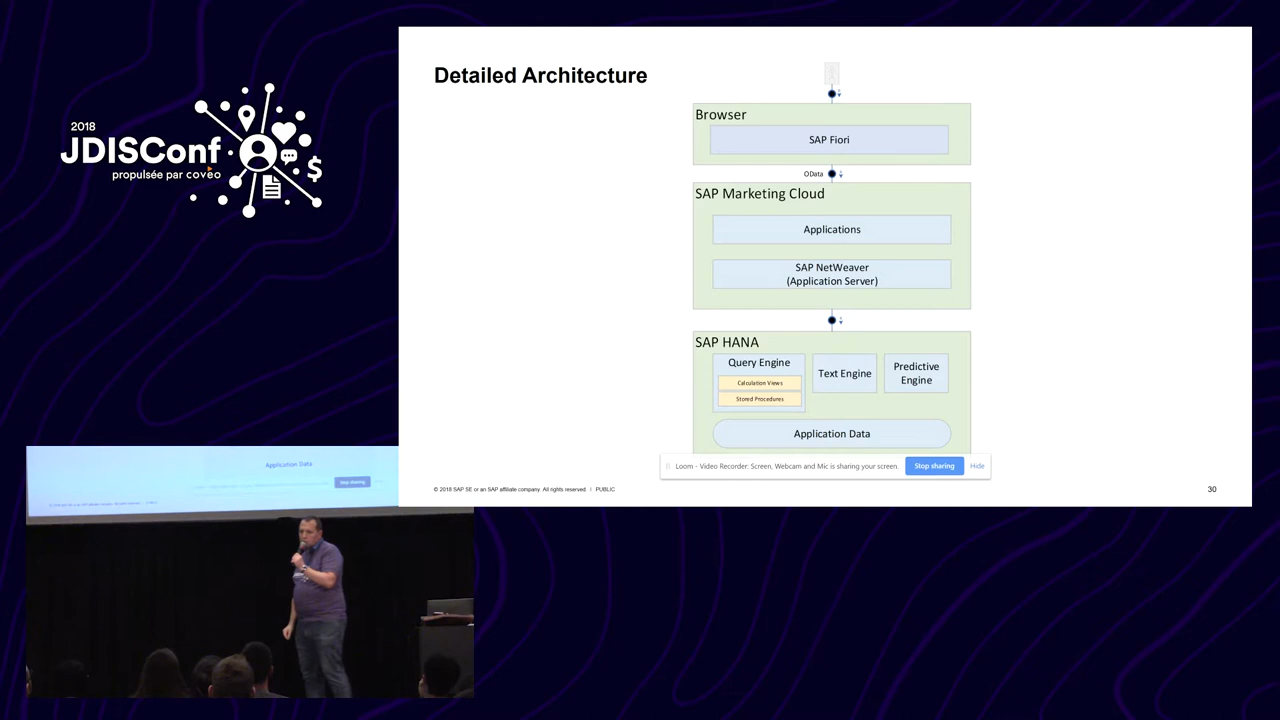 2018
JDISConf
propulsée par coveo
Detailed Architecture
Browser
SAP Fiori
OData
SAP Marketing Cloud
Applications
SAP NetWeaver
(Application Server)
SAP HANA
Query Engine
Calculation Views
Stored Procedures
Text Engine
Predictive
Engine
Application Data
Loom - Video Recorder: Screen, Webcam and Mic is sharing your screen.
Stop sharing
Hide
© 2018 SAP SE or an SAP affiliate company. All rights reserved. | PUBLIC
30
Application Data
Stop sharing